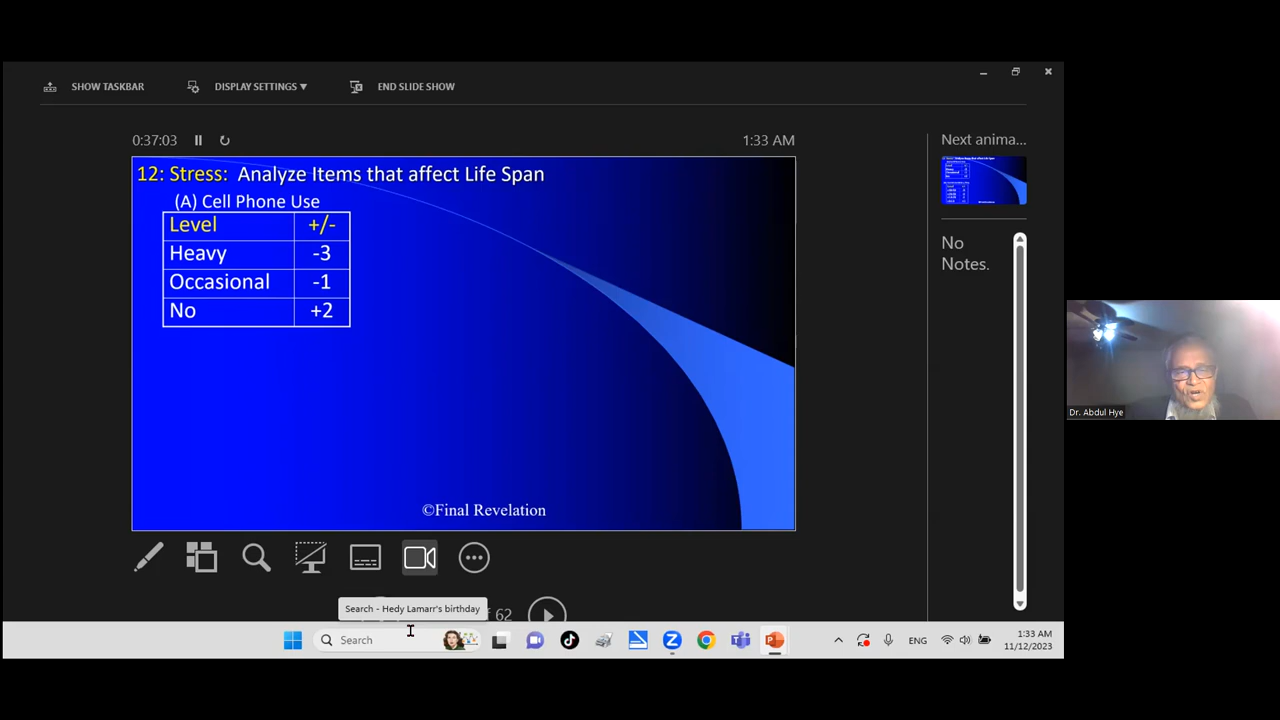 SHOW TASKBAR
DISPLAY SETTINGS ▼
END SLIDE SHOW
0:37:03
1:33 AM
Next anima...
12: Stress: Analyze Items that affect Life Span
(A) Cell Phone Use
Level +/-
Heavy -3
Occasional -1
No +2
©Final Revelation
No
Notes.
Dr. Abdul Hye
Search - Hedy Lamarr's birthday
62
Search
ENG
1:33 AM
11/12/2023